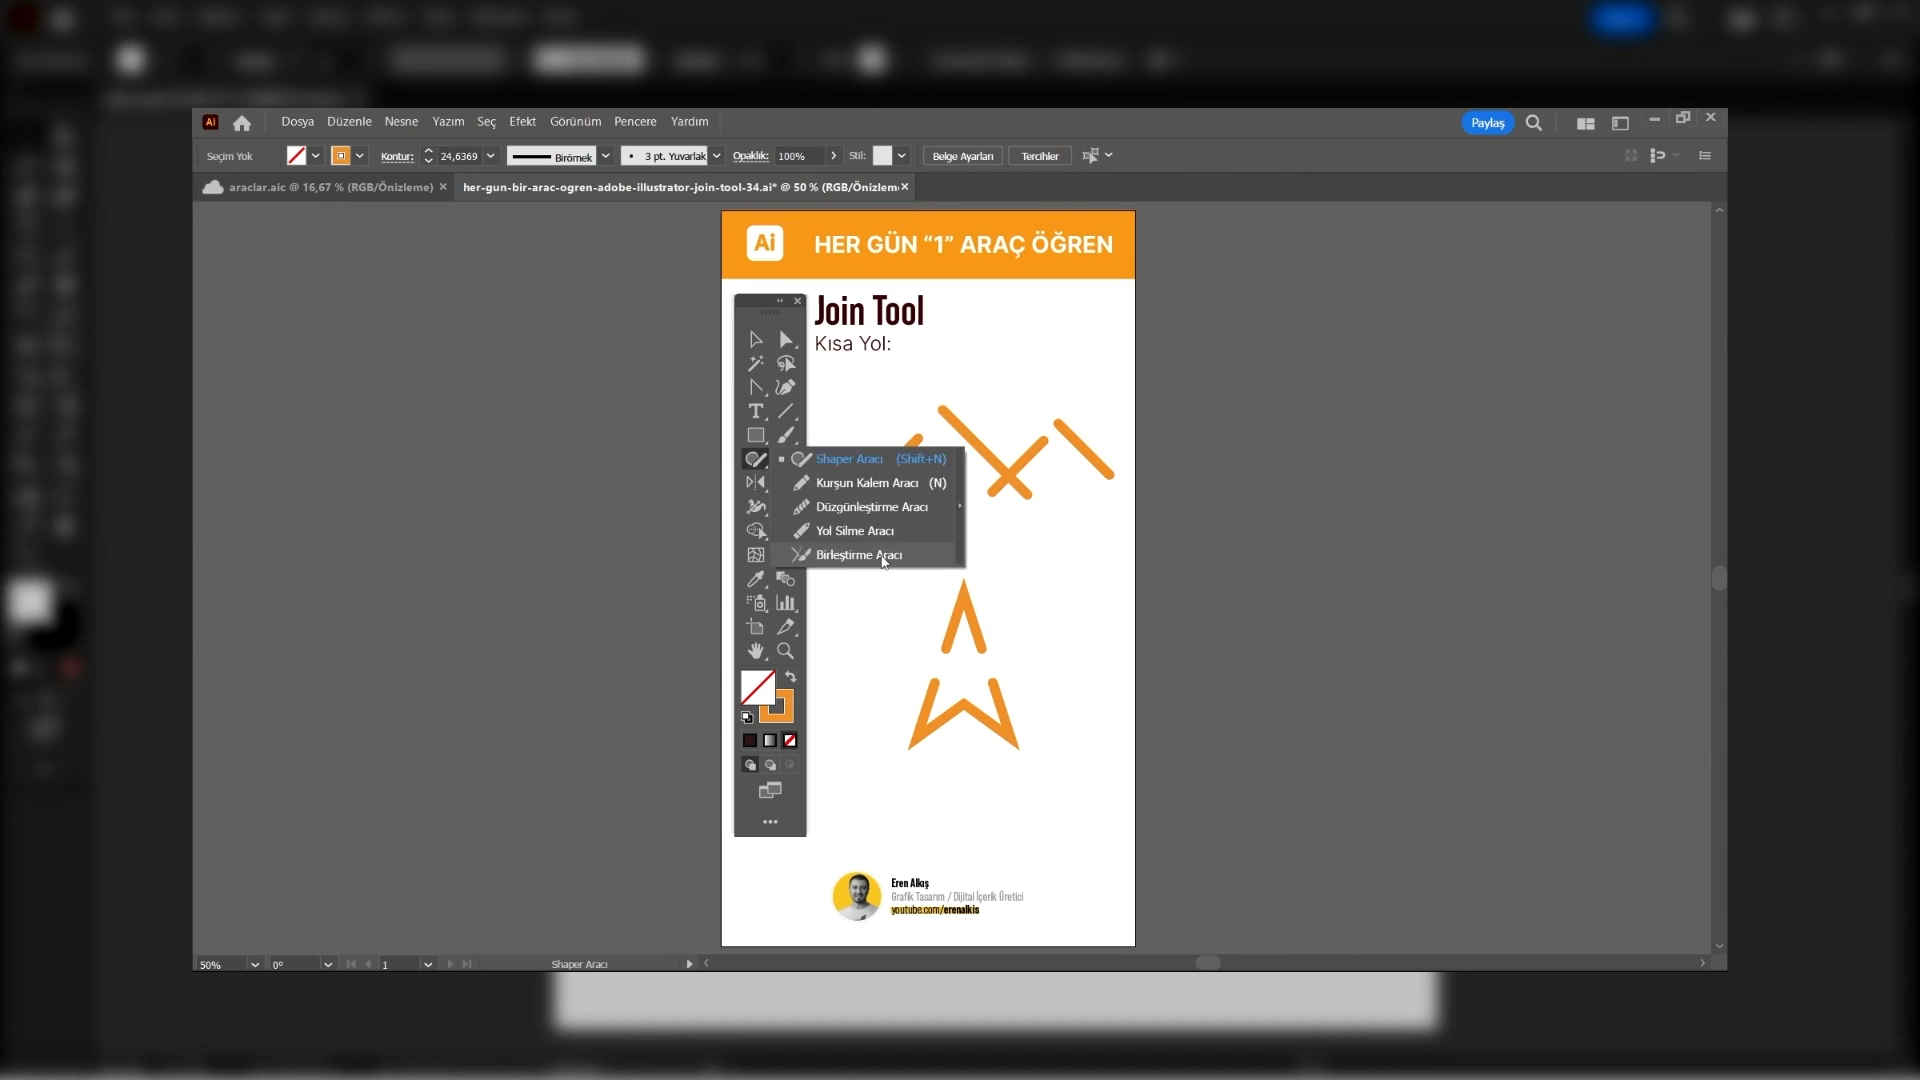 Ai
Dosya Düzenle Nesne Yazım Seç Efekt Görünüm Pencere Yardım
Paylaş
Seçim Yok
Kontur: 24,6369
Birörnek
3 pt. Yuvarlak
Opaklık: 100%
Stil:
Belge Ayarları
Tercihler
araclar.aic @ 16,67 % (RGB/Önizleme)
her-gun-bir-arac-ogren-adobe-illustrator-join-tool-34.ai* @ 50 % (RGB/Önizlem
Ai
HER GÜN “1” ARAÇ ÖĞREN
Join Tool
Kısa Yol:
Shaper Aracı (Shift+N)
Kurşun Kalem Aracı (N)
Düzgünleştirme Aracı
Yol Silme Aracı
Birleştirme Aracı
Eren Alkış
Grafik Tasarım / Dijital İçerik Üretici
youtube.com/erenalkis
50%
0°
1
Shaper Aracı